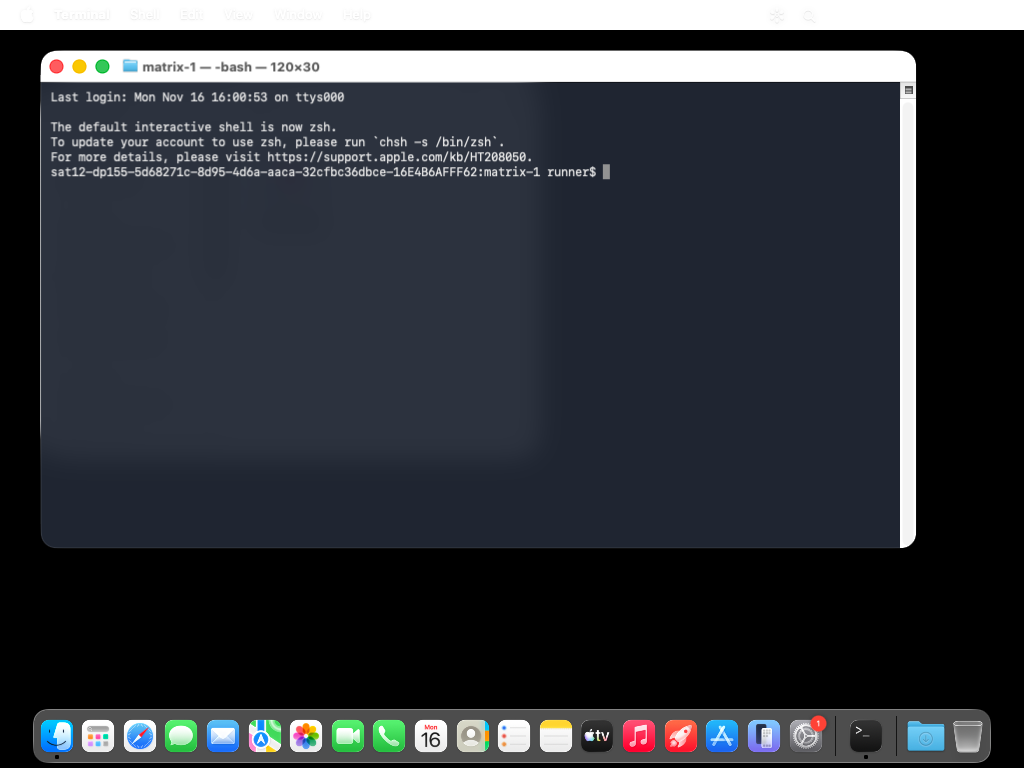 Terminal Shell Edit View Window Help
matrix-1 — -bash — 120×30
Last login: Mon Nov 16 16:00:53 on ttys000
The default interactive shell is now zsh.
To update your account to use zsh, please run `chsh -s /bin/zsh`.
For more details, please visit https://support.apple.com/kb/HT208050.
sat12-dp155-5d68271c-8d95-4d6a-aaca-32cfbc36dbce-16E4B6AFFF62:matrix-1 runner$
Mon
16
tv
1
>_